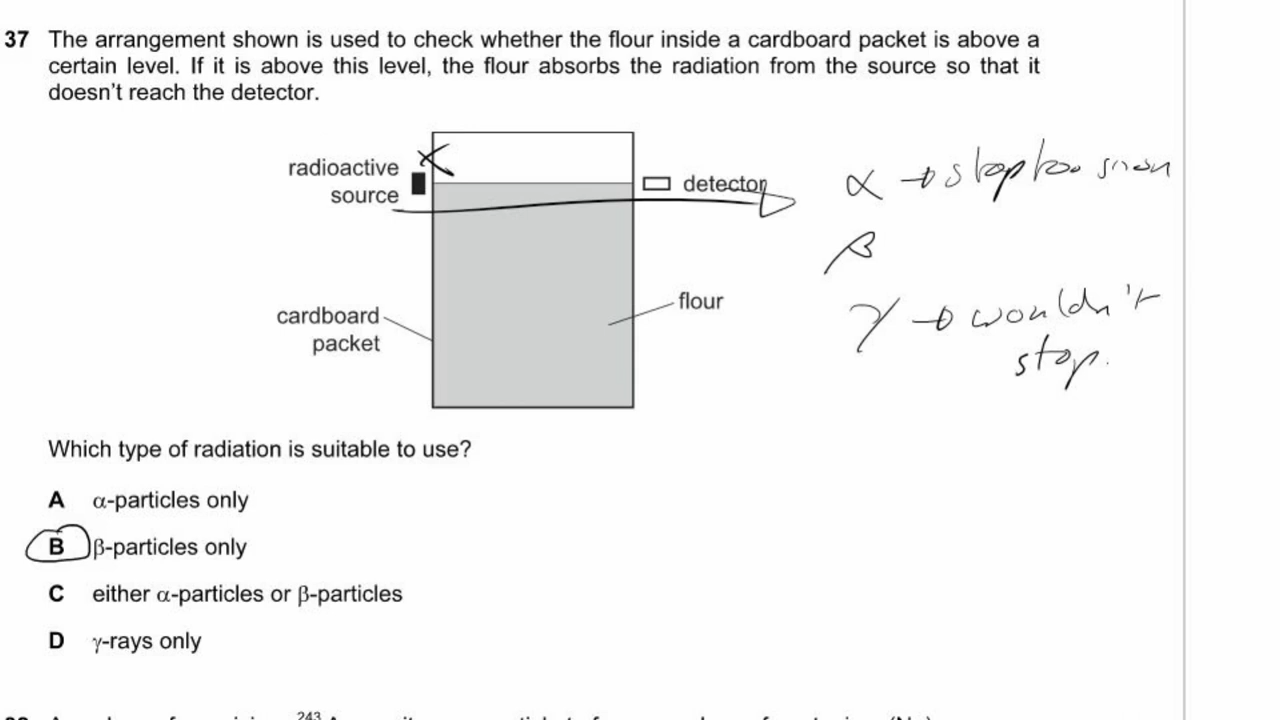 37 The arrangement shown is used to check whether the flour inside a cardboard packet is above a
certain level. If it is above this level, the flour absorbs the radiation from the source so that it
doesn't reach the detector.
radioactive
source
detector
α → stop too soon
β
γ → wouldn't
stop.
flour
cardboard
packet
Which type of radiation is suitable to use?
A α-particles only
B β-particles only
C either α-particles or β-particles
D γ-rays only